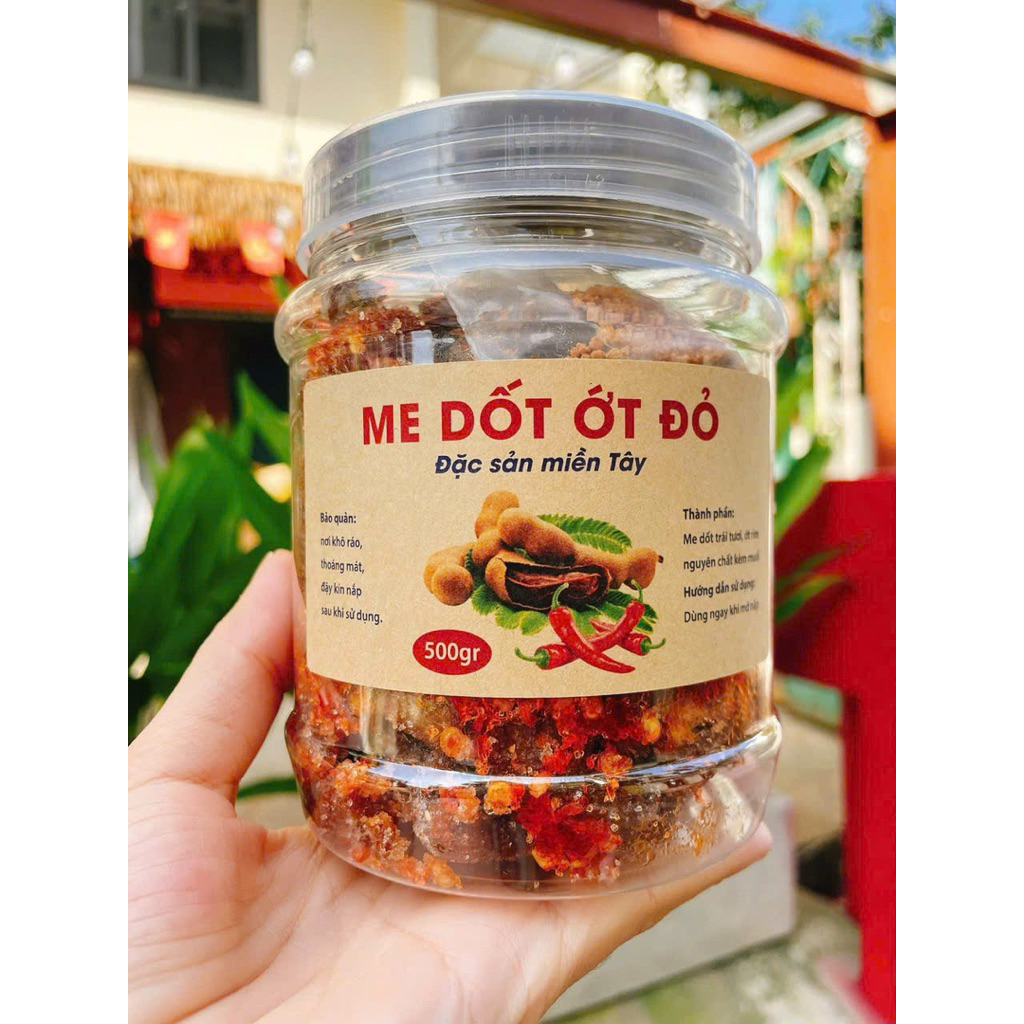 ME DỐT ỚT ĐỎ
Đặc sản miền Tây
Bảo quản:
nơi khô ráo,
thoáng mát,
đậy kín nắp
sau khi sử dụng.
500gr
Thành phần:
Me dốt trái tươi, ớt rim
nguyên chất kèm muối
Hướng dẫn sử dụng:
Dùng ngay khi mở nắp